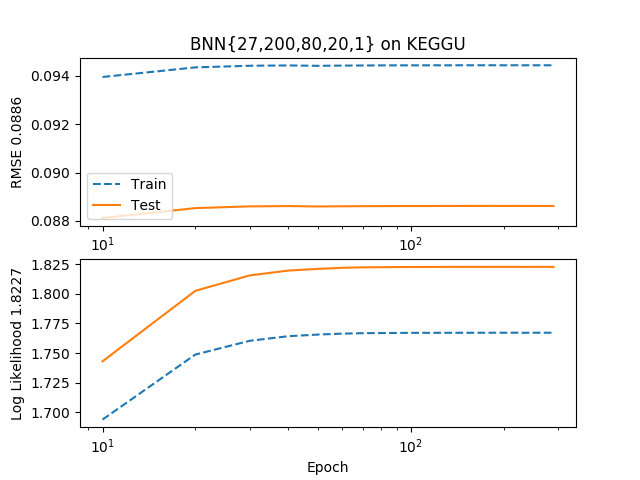 BNN{27,200,80,20,1} on KEGGU
RMSE 0.0886
0.094
0.092
0.090
0.088
Train
Test
10¹
10²
Log Likelihood 1.8227
1.825
1.800
1.775
1.750
1.725
1.700
10¹
10²
Epoch